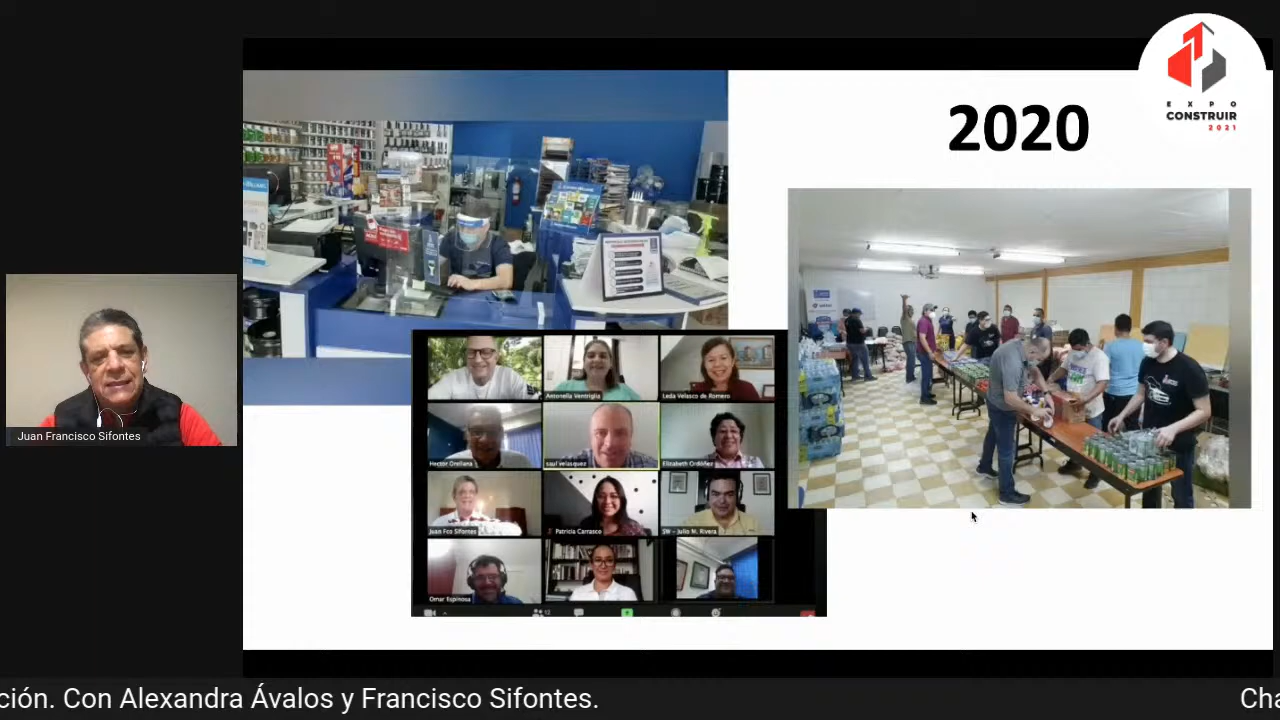 EXPO
CONSTRUIR
2021
2020
Juan Francisco Sifontes
Antonella Ventriglia
Leda Velasco de Romero
Hector Orellana
saul velasquez
Elizabeth Ordóñez
Juan Fco Sifontes
Patricia Carrasco
SW - Julio M. Rivera
Omar Espinosa
12
ción. Con Alexandra Ávalos y Francisco Sifontes.
Cha